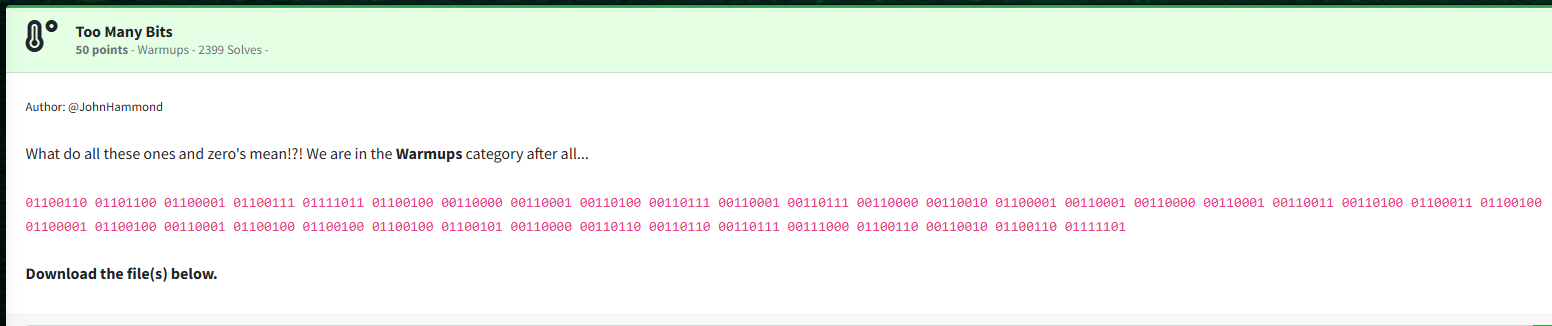 Too Many Bits
50 points - Warmups - 2399 Solves -
Author: @JohnHammond
What do all these ones and zero's mean!?! We are in the Warmups category after all...
01100110 01101100 01100001 01100111 01111011 01100100 00110000 00110001 00110100 00110111 00110001 00110111 00110000 00110010 01100001 00110001 00110000 00110001 00110011 00110100 01100011 01100100
01100001 01100100 00110001 01100100 01100100 01100100 01100101 00110000 00110110 00110110 00110111 00111000 01100110 00110010 01100110 01111101
Download the file(s) below.